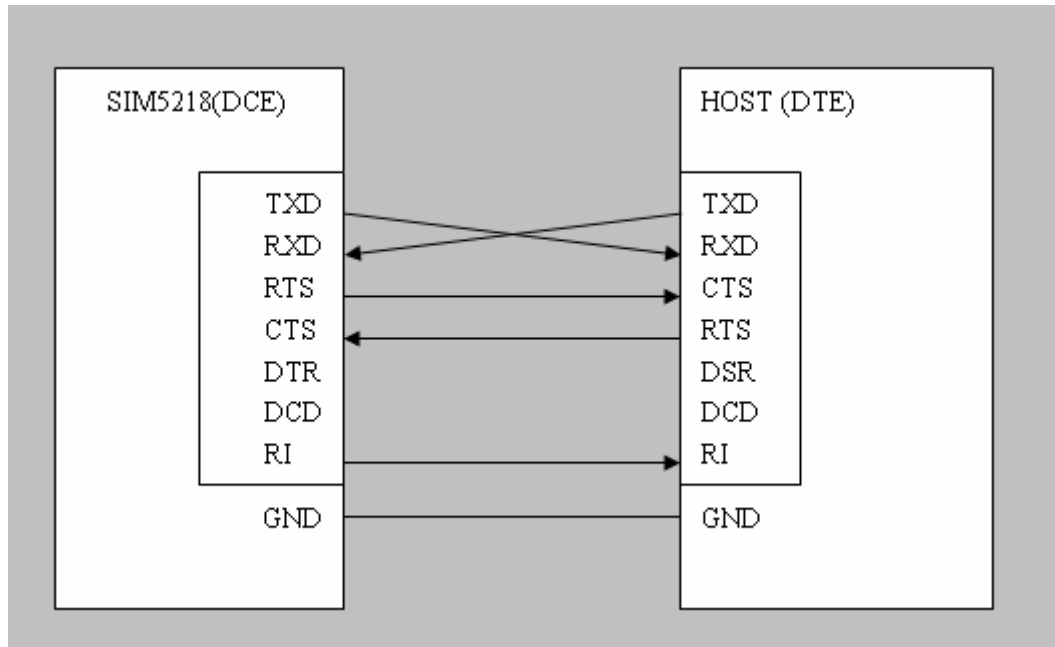 SIM5218(DCE)
HOST (DTE)
TXD
RXD
RTS
CTS
DTR
DCD
RI
GND
TXD
RXD
CTS
RTS
DSR
DCD
RI
GND